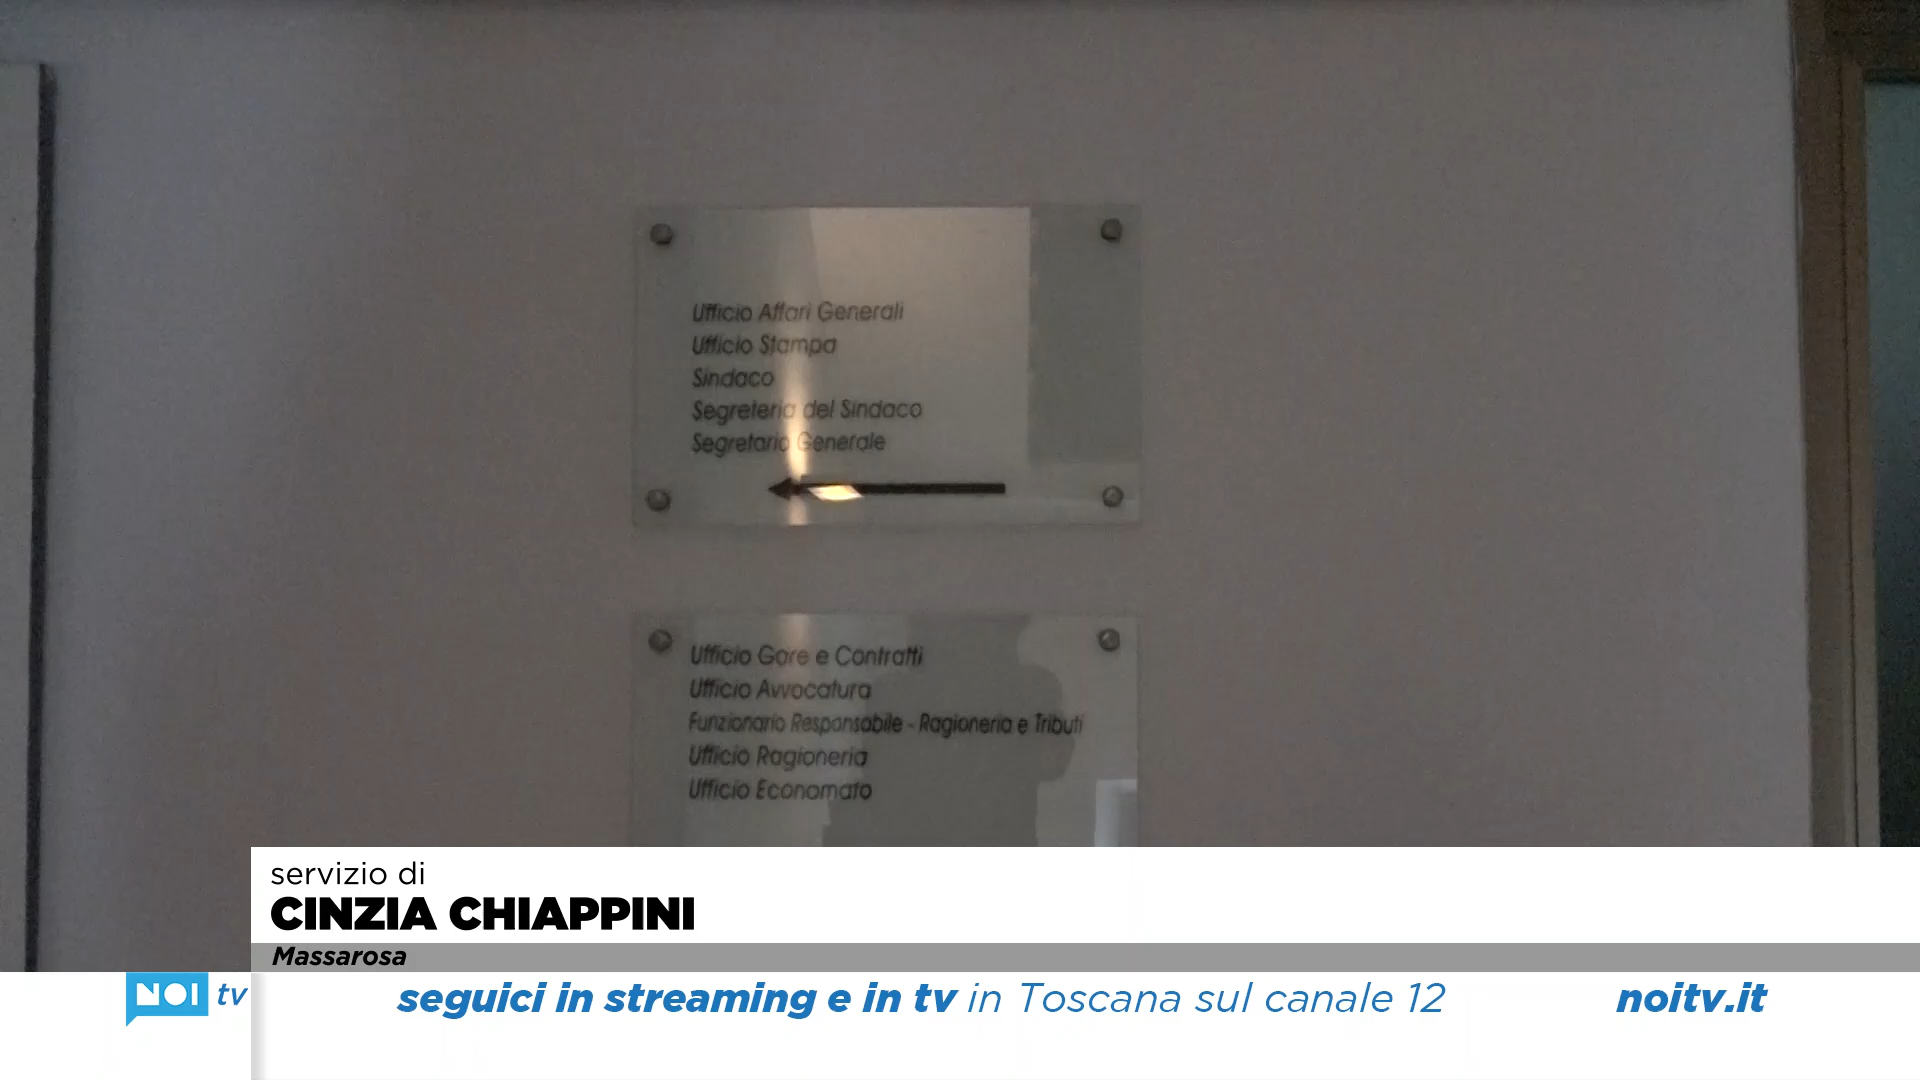 Ufficio Affari Generali
Ufficio Stampa
Sindaco
Segreteria del Sindaco
Segretario Generale
Ufficio Gare e Contratti
Ufficio Avvocatura
Funzionario Responsabile - Ragioneria e Tributi
Ufficio Ragioneria
Ufficio Economato
servizio di
CINZIA CHIAPPINI
Massarosa
NOI tv
seguici in streaming e in tv in Toscana sul canale 12
noitv.it